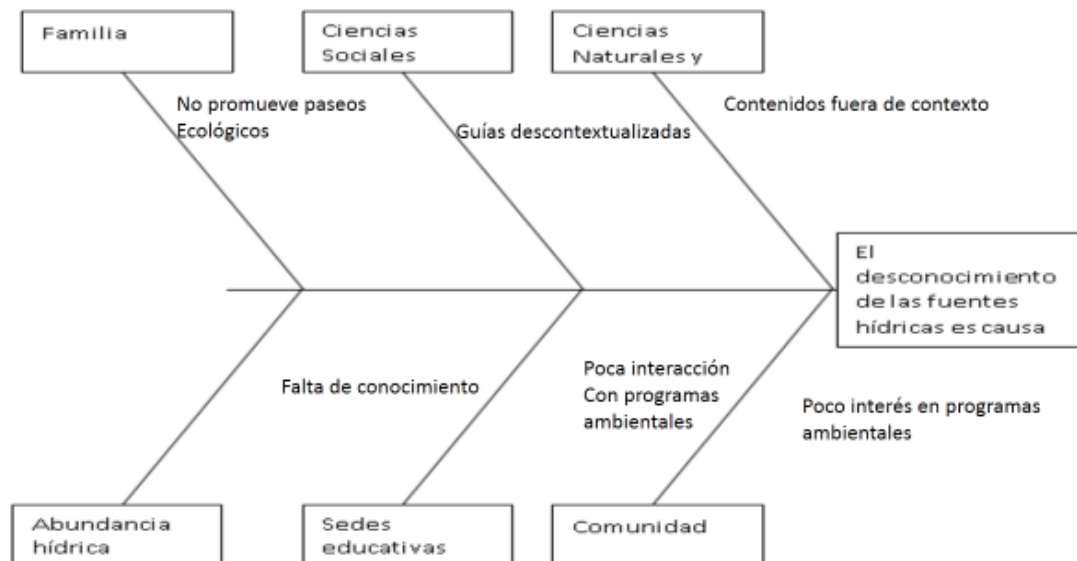 Familia
Ciencias
Sociales
Ciencias
Naturales y
No promueve paseos
Ecológicos
Guías descontextualizadas
Contenidos fuera de contexto
El
desconocimiento
de las fuentes
hídricas es causa
Falta de conocimiento
Poca interacción
Con programas
ambientales
Poco interés en programas
ambientales
Abundancia
hídrica
Sedes
educativas
Comunidad